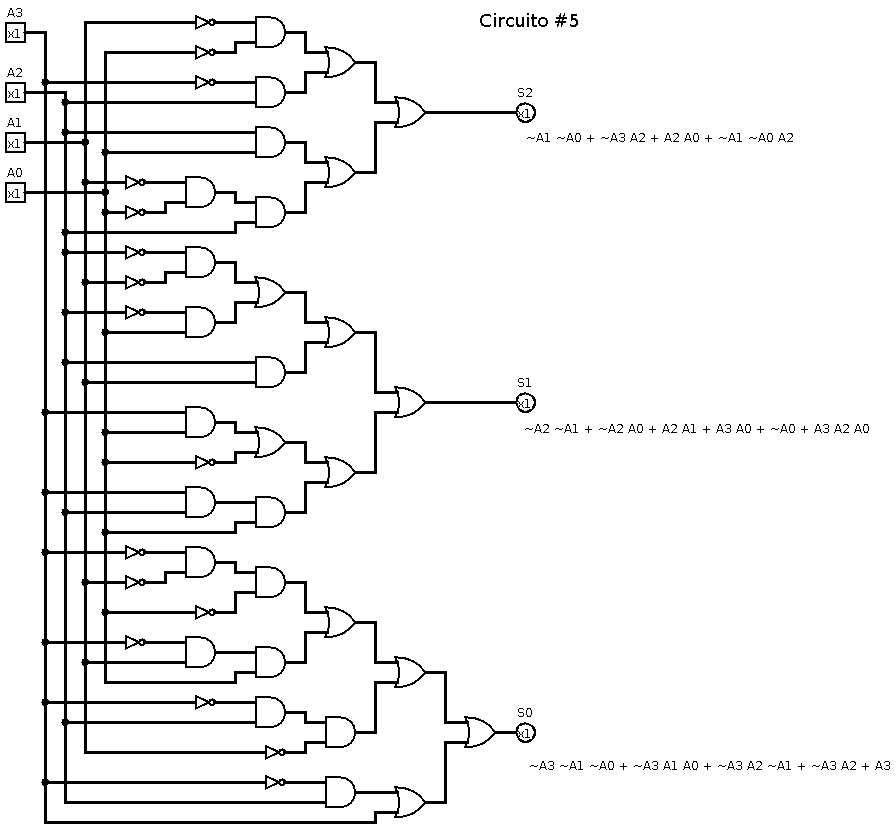 Circuito #5
A3
x1
A2
x1
A1
x1
A0
x1
S2
x1
~A1 ~A0 + ~A3 A2 + A2 A0 + ~A1 ~A0 A2
S1
x1
~A2 ~A1 + ~A2 A0 + A2 A1 + A3 A0 + ~A0 + A3 A2 A0
S0
x1
~A3 ~A1 ~A0 + ~A3 A1 A0 + ~A3 A2 ~A1 + ~A3 A2 + A3